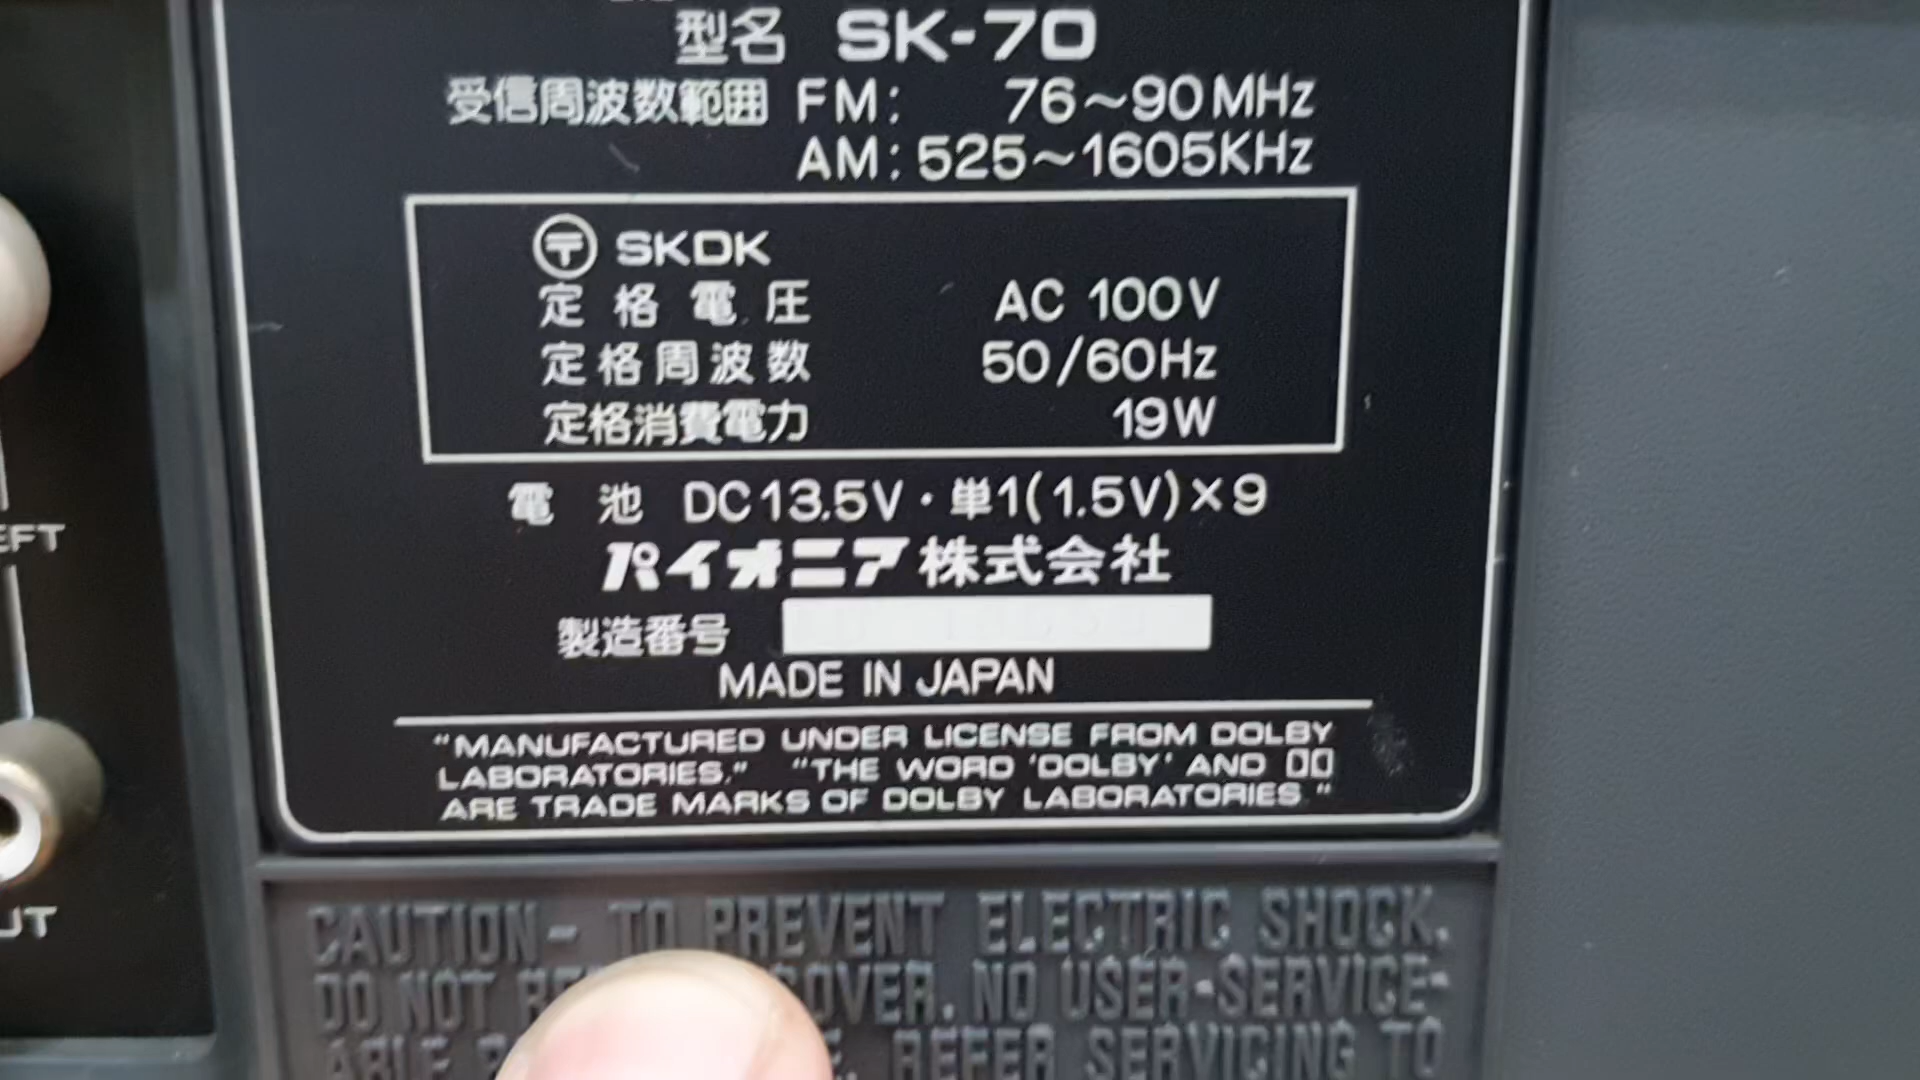 型名 SK-70
受信周波数範囲 FM: 76~90MHz
AM: 525~1605KHz
〒 SKDK
定格電圧 AC 100V
定格周波数 50/60Hz
定格消費電力 19W
電池 DC13.5V・単1(1.5V)×9
パイオニア株式会社
製造番号
MADE IN JAPAN
"MANUFACTURED UNDER LICENSE FROM DOLBY
LABORATORIES." "THE WORD 'DOLBY' AND
ARE TRADE MARKS OF DOLBY LABORATORIES."
CAUTION - TO PREVENT ELECTRIC SHOCK,
DO NOT COVER. NO USER-SERVICE-
REFER SERVICING TO